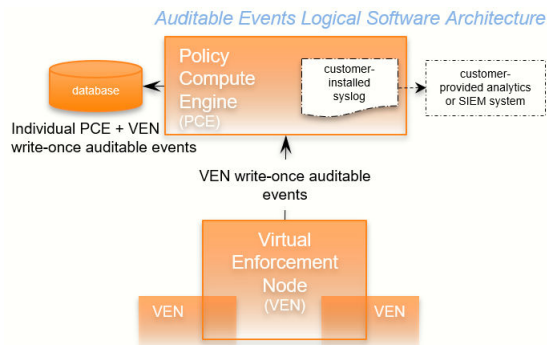 Auditable Events Logical Software Architecture
Policy
Compute
Engine
(PCE)
customer-
installed
syslog
customer-
provided analytics
or SIEM system
database
Individual PCE + VEN
write-once auditable events
VEN write-once auditable
events
Virtual
Enforcement
Node
(VEN)
VEN
VEN